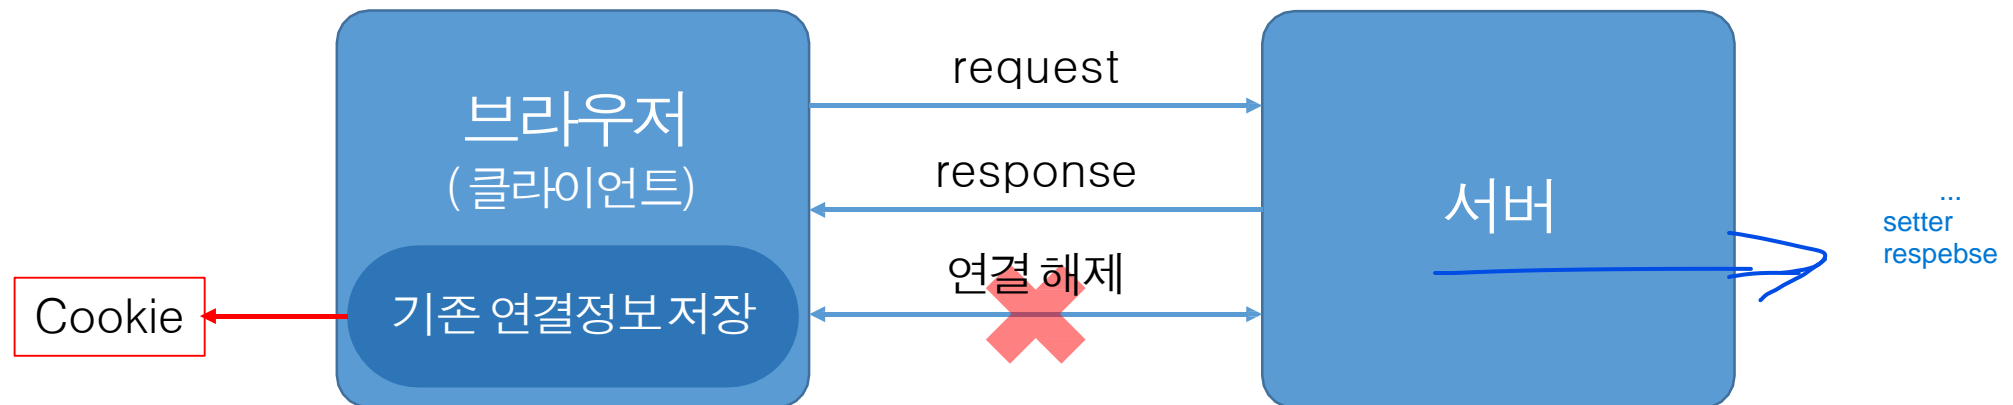 브라우저
(클라이언트)
기존 연결정보 저장
Cookie
request
response
연결 해제
서버
...
setter
respebse